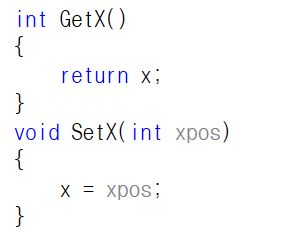 int GetX()
{
    return x;
}
void SetX(int xpos)
{
    x = xpos;
}